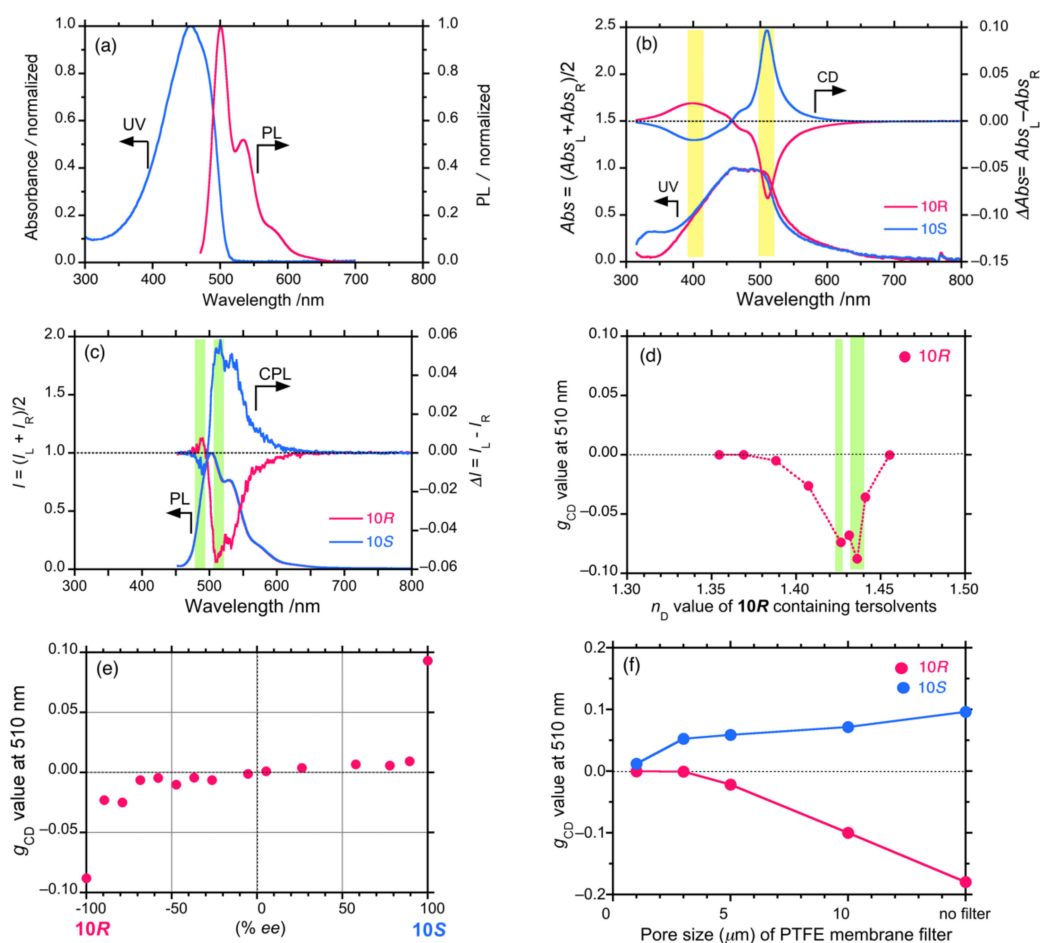 (a)
UV
PL
Absorbance / normalized
PL / normalized
1.0
0.8
0.6
0.4
0.2
0.0
1.0
0.8
0.6
0.4
0.2
0.0
300 400 500 600 700 800
Wavelength /nm
(b)
CD
UV
10R
10S
Abs = (AbsL+AbsR)/2
ΔAbs= AbsL–AbsR
2.5
2.0
1.5
1.0
0.5
0.0
0.10
0.05
0.00
−0.05
−0.10
−0.15
300 400 500 600 700 800
Wavelength /nm
(c)
CPL
PL
10R
10S
I = (IL + IR)/2
ΔI = IL - IR
2.0
1.5
1.0
0.5
0.0
0.06
0.04
0.02
0.00
−0.02
−0.04
−0.06
300 400 500 600 700 800
Wavelength /nm
(d)
10R
gCD value at 510 nm
0.10
0.05
0.00
−0.05
−0.10
1.30 1.35 1.40 1.45 1.50
nD value of 10R containing tersolvents
(e)
gCD value at 510 nm
0.10
0.05
0.00
−0.05
−0.10
-100 -50 0 50 100
10R (% ee) 10S
(f)
10R
10S
gCD value at 510 nm
0.2
0.1
0.0
−0.1
−0.2
0 5 10 no filter
Pore size (μm) of PTFE membrane filter